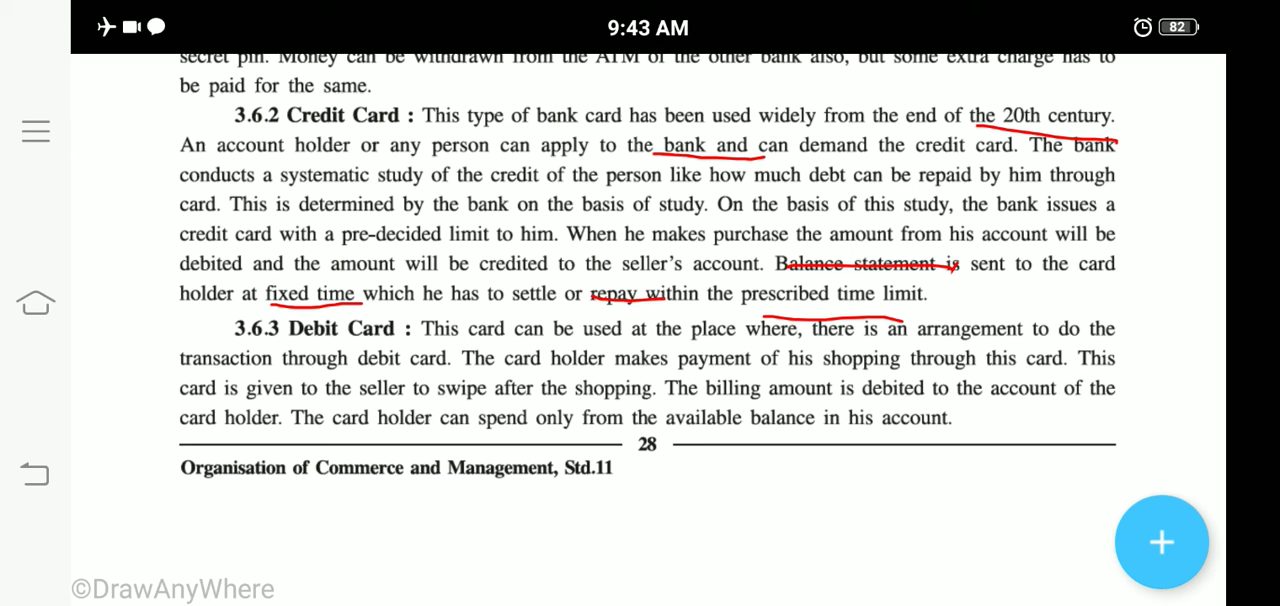 9:43 AM
82
secret pin. Money can be withdrawn from the ATM of the other bank also, but some extra charge has to
be paid for the same.
3.6.2 Credit Card : This type of bank card has been used widely from the end of the 20th century.
An account holder or any person can apply to the bank and can demand the credit card. The bank
conducts a systematic study of the credit of the person like how much debt can be repaid by him through
card. This is determined by the bank on the basis of study. On the basis of this study, the bank issues a
credit card with a pre-decided limit to him. When he makes purchase the amount from his account will be
debited and the amount will be credited to the seller's account. Balance statement is sent to the card
holder at fixed time which he has to settle or repay within the prescribed time limit.
3.6.3 Debit Card : This card can be used at the place where, there is an arrangement to do the
transaction through debit card. The card holder makes payment of his shopping through this card. This
card is given to the seller to swipe after the shopping. The billing amount is debited to the account of the
card holder. The card holder can spend only from the available balance in his account.
28
Organisation of Commerce and Management, Std.11
©DrawAnyWhere